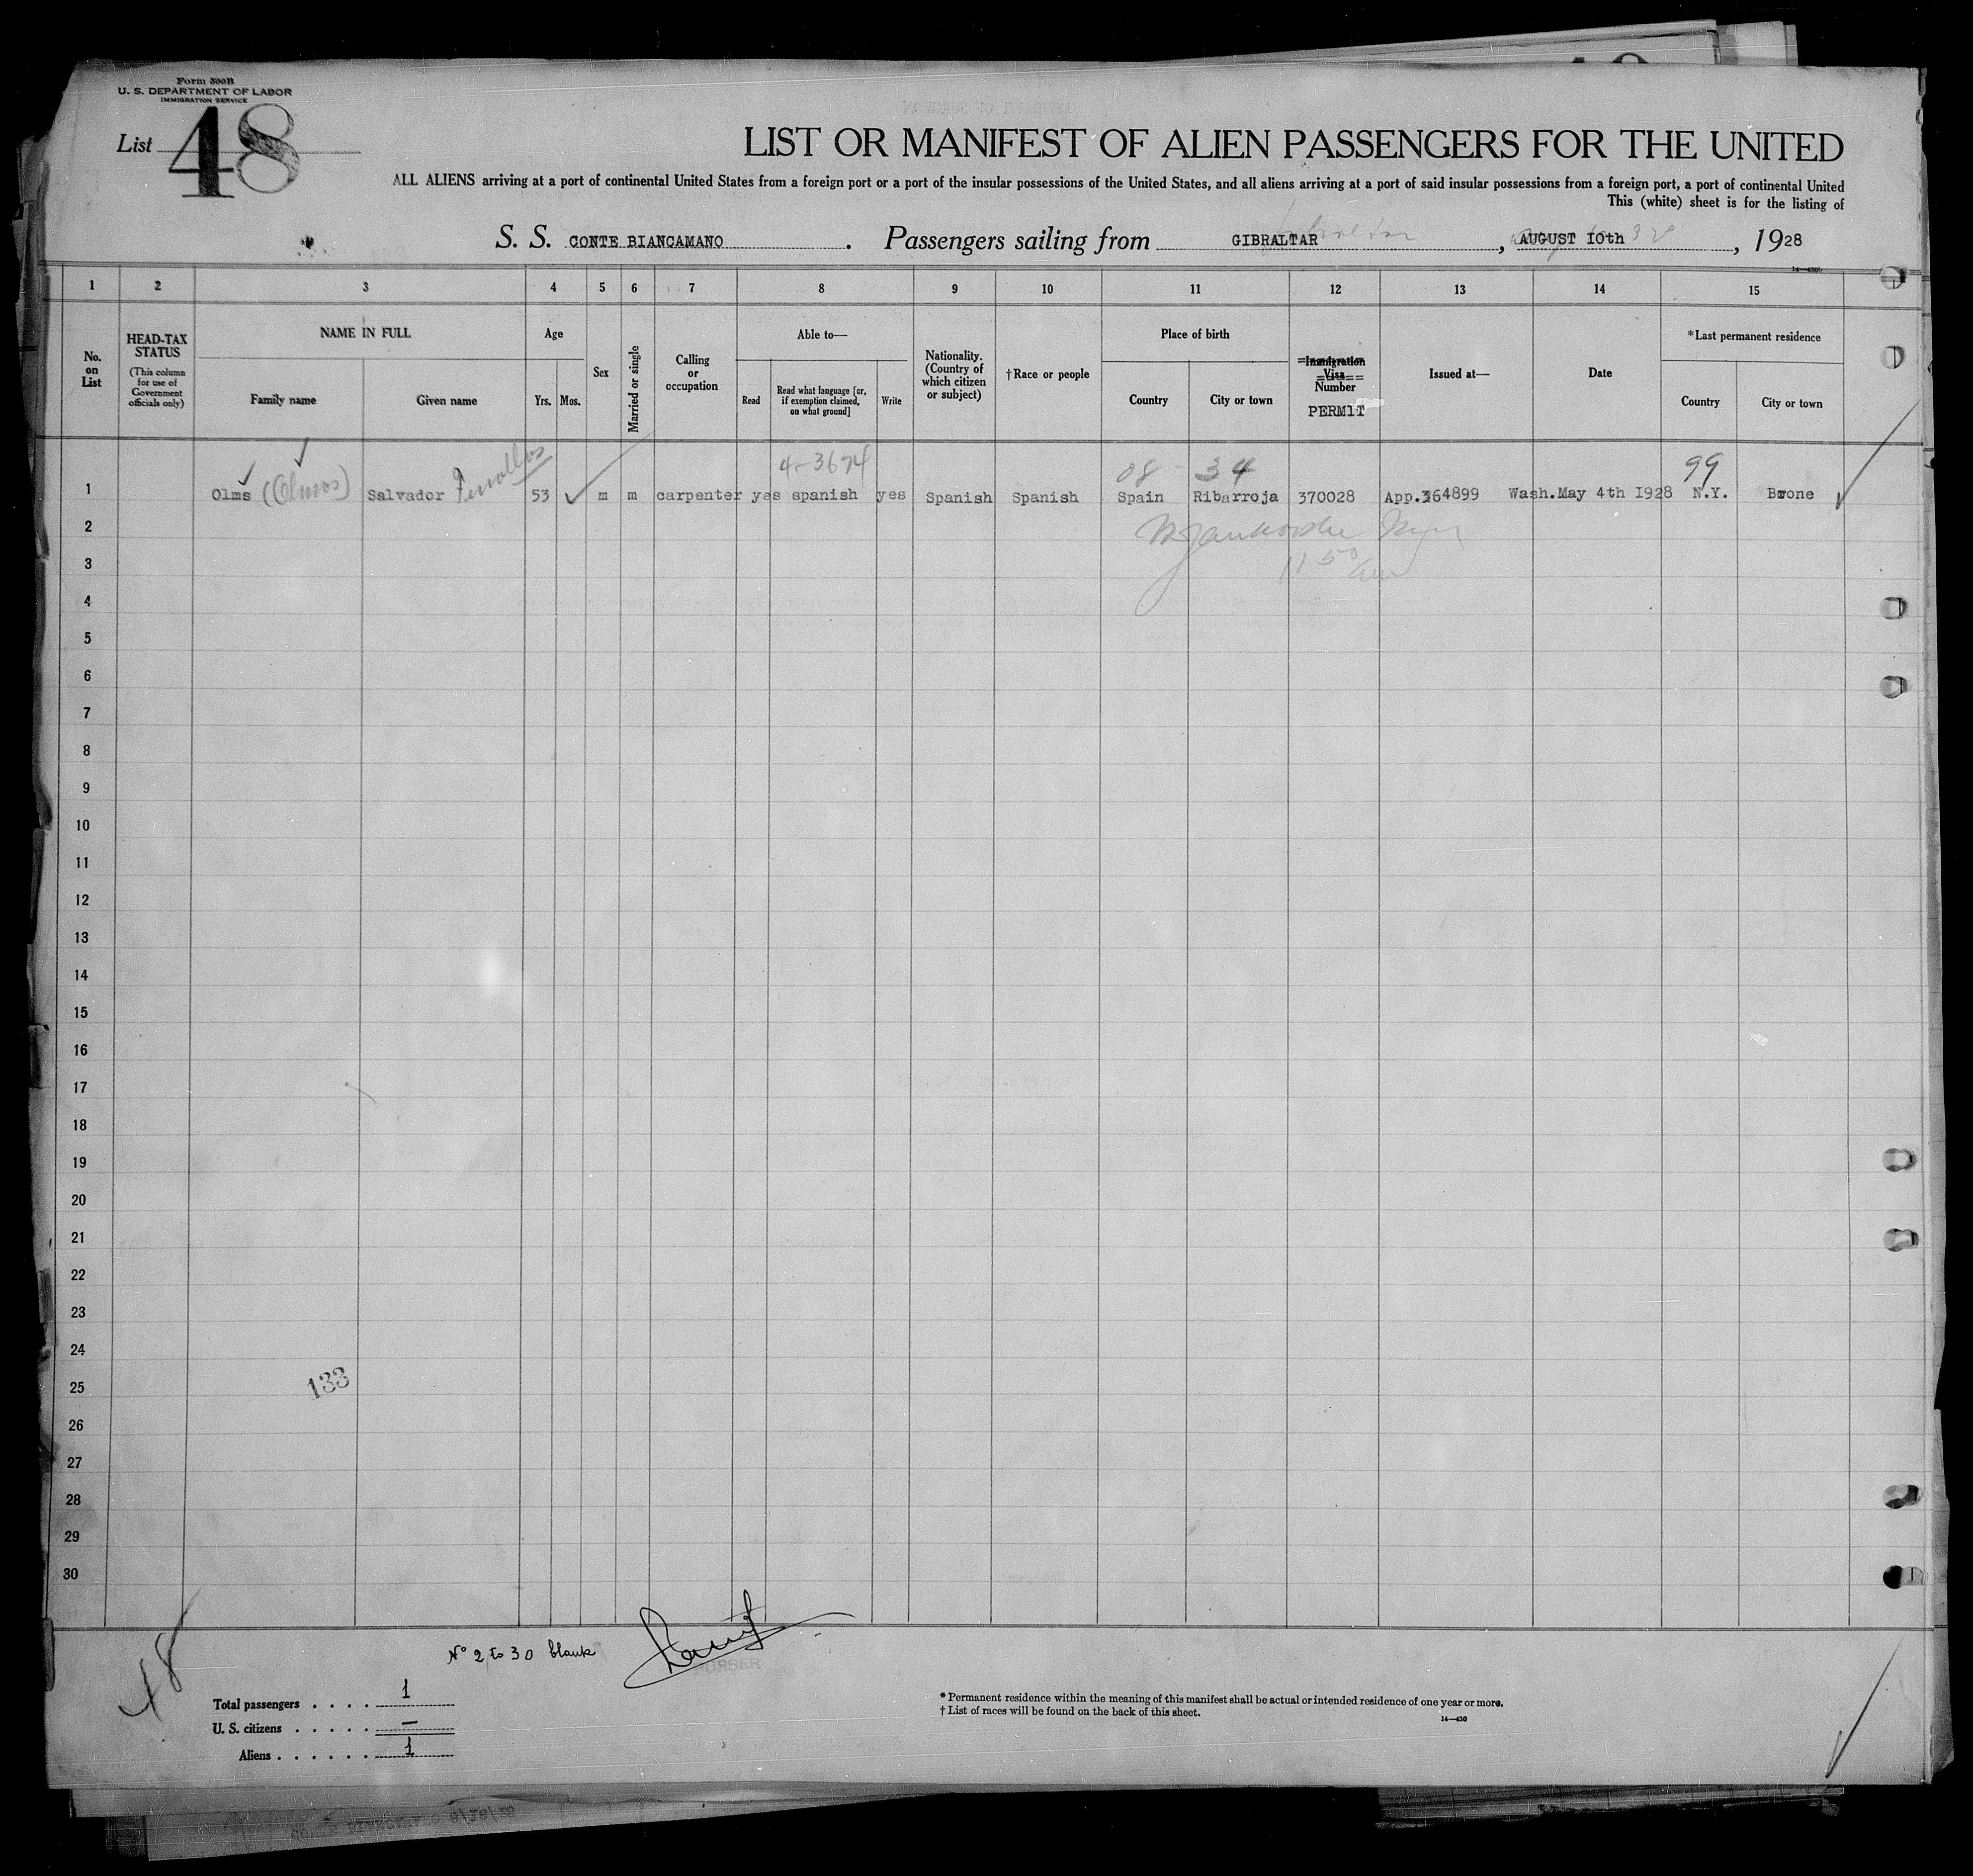 Form 500B
U. S. DEPARTMENT OF LABOR
IMMIGRATION SERVICE
List 48
LIST OR MANIFEST OF ALIEN PASSENGERS FOR THE UNITED
ALL ALIENS arriving at a port of continental United States from a foreign port or a port of the insular possessions of the United States, and all aliens arriving at a port of said insular possessions from a foreign port, a port of continental United
This (white) sheet is for the listing of
S. S. CONTE BIANCAMANO. Passengers sailing from GIBRALTAR, AUGUST 10th, 1928
1 2 3 4 5 6 7 8 9 10 11 12 13 14 15
No. on List
HEAD-TAX STATUS
(This column for use of Government officials only)
NAME IN FULL
Family name
Given name
Age
Yrs. Mos.
Sex
Married or single
Calling or occupation
Able to—
Read
Read what language [or, if exemption claimed, on what ground]
Write
Nationality. (Country of which citizen or subject)
†Race or people
Place of birth
Country
City or town
Immigration Visa Number
PERMIT
Issued at—
Date
*Last permanent residence
Country
City or town
4-3674 08 34 99
1 Olms (Olmos) Salvador 53 m m carpenter yes spanish yes Spanish Spanish Spain Ribarroja 370028 App.364899 Wash.May 4th 1928 N.Y. Brone
2
3
4
5
6
7
8
9
10
11
12
13
14
15
16
17
18
19
20
21
22
23
24
133
25
26
27
28
29
30
48
Nº 2 to 30 blank
PURSER
Total passengers . . . . 1
U. S. citizens . . . . . —
Aliens . . . . . . 1
* Permanent residence within the meaning of this manifest shall be actual or intended residence of one year or more.
† List of races will be found on the back of this sheet.
14—430